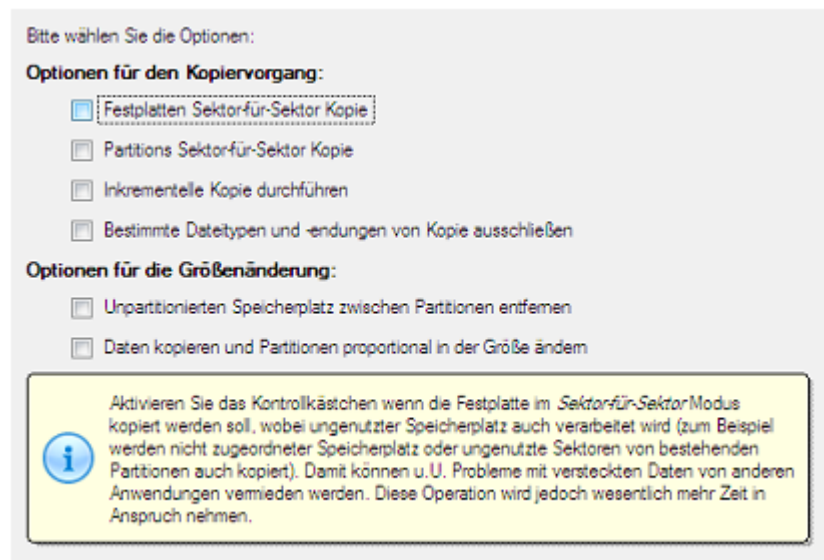 Bitte wählen Sie die Optionen:
Optionen für den Kopiervorgang:
Festplatten Sektor-für-Sektor Kopie
Partitions Sektor-für-Sektor Kopie
Inkrementelle Kopie durchführen
Bestimmte Dateitypen und -endungen von Kopie ausschließen
Optionen für die Größenänderung:
Unpartitionierten Speicherplatz zwischen Partitionen entfernen
Daten kopieren und Partitionen proportional in der Größe ändern
Aktivieren Sie das Kontrollkästchen wenn die Festplatte im Sektor-für-Sektor Modus
kopiert werden soll, wobei ungenutzter Speicherplatz auch verarbeitet wird (zum Beispiel
werden nicht zugeordneter Speicherplatz oder ungenutzte Sektoren von bestehenden
Partitionen auch kopiert). Damit können u.U. Probleme mit versteckten Daten von anderen
Anwendungen vermieden werden. Diese Operation wird jedoch wesentlich mehr Zeit in
Anspruch nehmen.